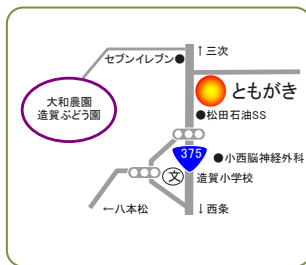 ↑三次
セブンイレブン●
ともがき
大和農園
造賀ぶどう園
●松田石油SS
375
●小西脳神経外科
文
造賀小学校
←八本松
↓西条